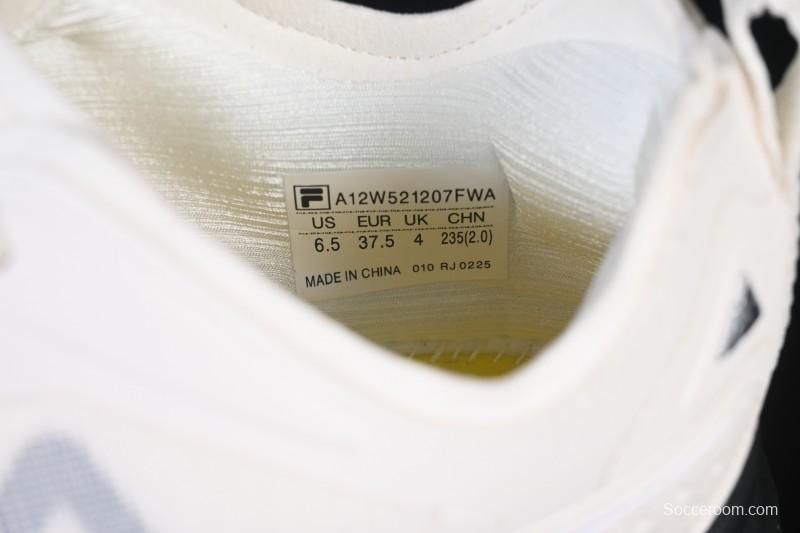 F A12W521207FWA
US EUR UK CHN
6.5 37.5 4 235(2.0)
MADE IN CHINA 010 RJ 0225
Socceroom.com